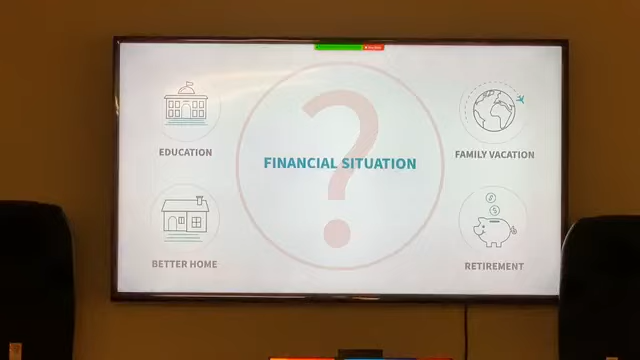 EDUCATION
FINANCIAL SITUATION
?
FAMILY VACATION
BETTER HOME
RETIREMENT